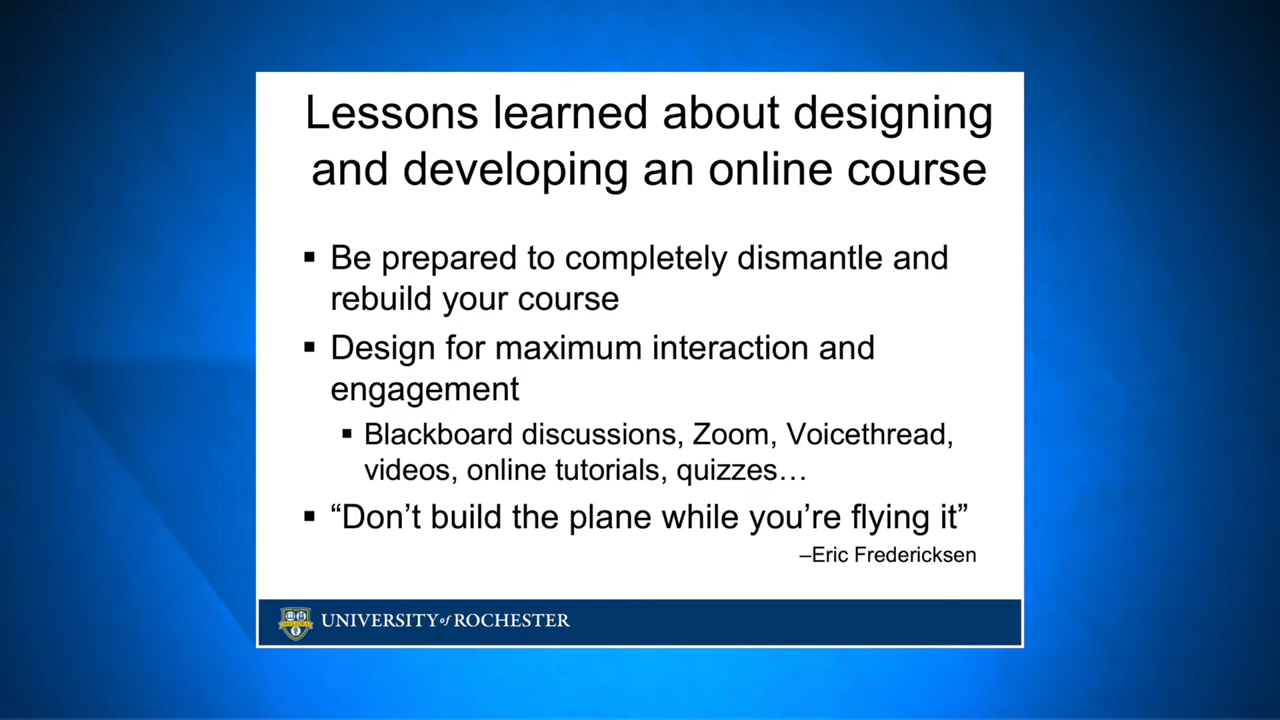 Lessons learned about designing
and developing an online course
▪ Be prepared to completely dismantle and
rebuild your course
▪ Design for maximum interaction and
engagement
▪ Blackboard discussions, Zoom, Voicethread,
videos, online tutorials, quizzes…
▪ “Don’t build the plane while you’re flying it”
–Eric Fredericksen
MELIORA
UNIVERSITY of ROCHESTER